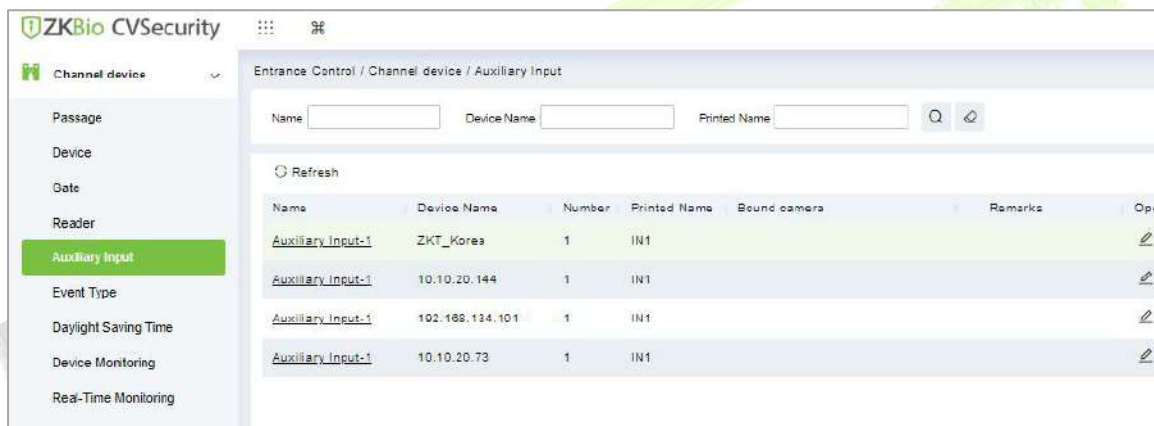 ZKBio CVSecurity
Channel device
Passage
Device
Gate
Reader
Auxiliary Input
Event Type
Daylight Saving Time
Device Monitoring
Real-Time Monitoring
Entrance Control / Channel device / Auxiliary Input
Name Device Name Printed Name
Refresh
Name Device Name Number Printed Name Bound camera Remarks Ope
Auxiliary Input-1 ZKT_Korea 1 IN1
Auxiliary Input-1 10.10.20.144 1 IN1
Auxiliary Input-1 192.168.134.101 1 IN1
Auxiliary Input-1 10.10.20.73 1 IN1